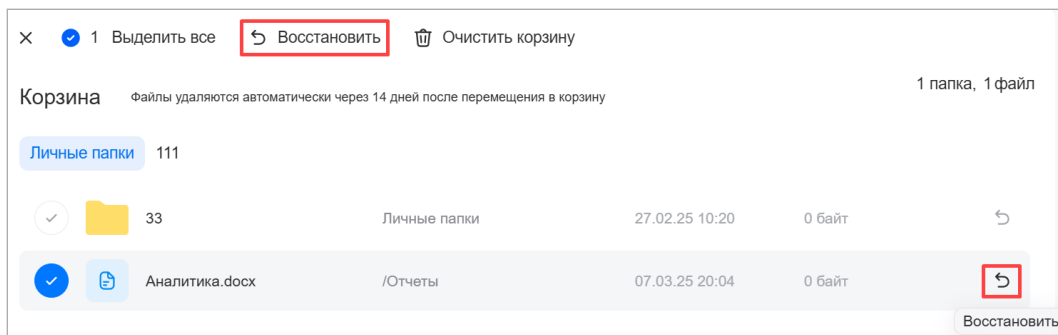 1 Выделить все Восстановить Очистить корзину
Корзина Файлы удаляются автоматически через 14 дней после перемещения в корзину 1 папка, 1 файл
Личные папки 111
33 Личные папки 27.02.25 10:20 0 байт
Аналитика.docx /Отчеты 07.03.25 20:04 0 байт
Восстановить